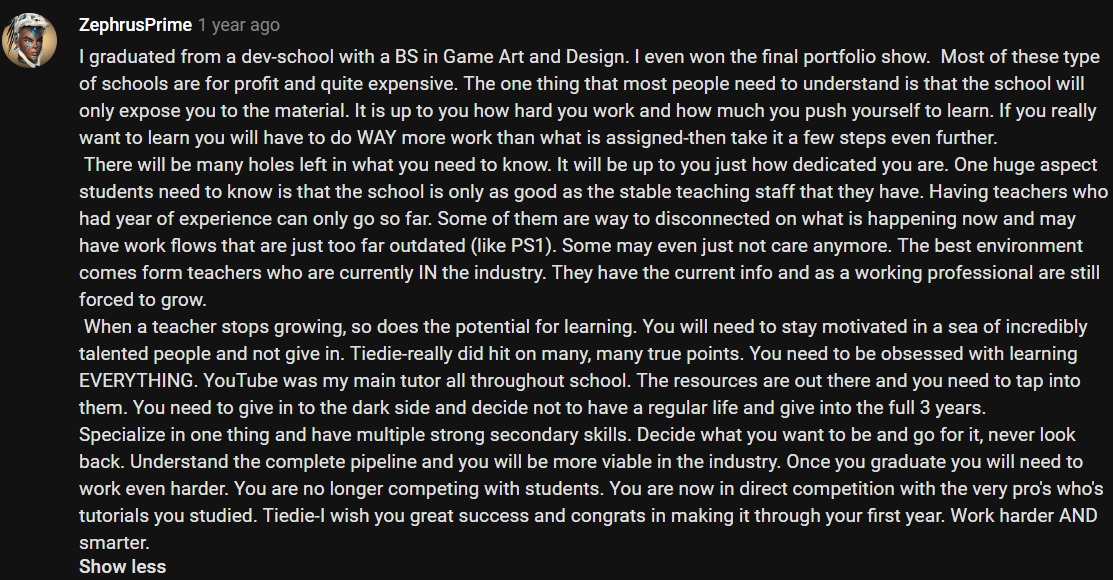 ZephrusPrime 1 year ago
I graduated from a dev-school with a BS in Game Art and Design. I even won the final portfolio show.  Most of these type
of schools are for profit and quite expensive. The one thing that most people need to understand is that the school will
only expose you to the material. It is up to you how hard you work and how much you push yourself to learn. If you really
want to learn you will have to do WAY more work than what is assigned-then take it a few steps even further.
There will be many holes left in what you need to know. It will be up to you just how dedicated you are. One huge aspect
students need to know is that the school is only as good as the stable teaching staff that they have. Having teachers who
had year of experience can only go so far. Some of them are way to disconnected on what is happening now and may
have work flows that are just too far outdated (like PS1). Some may even just not care anymore. The best environment
comes form teachers who are currently IN the industry. They have the current info and as a working professional are still
forced to grow.
When a teacher stops growing, so does the potential for learning. You will need to stay motivated in a sea of incredibly
talented people and not give in. Tiedie-really did hit on many, many true points. You need to be obsessed with learning
EVERYTHING. YouTube was my main tutor all throughout school. The resources are out there and you need to tap into
them. You need to give in to the dark side and decide not to have a regular life and give into the full 3 years.
Specialize in one thing and have multiple strong secondary skills. Decide what you want to be and go for it, never look
back. Understand the complete pipeline and you will be more viable in the industry. Once you graduate you will need to
work even harder. You are no longer competing with students. You are now in direct competition with the very pro's who's
tutorials you studied. Tiedie-I wish you great success and congrats in making it through your first year. Work harder AND
smarter.
Show less